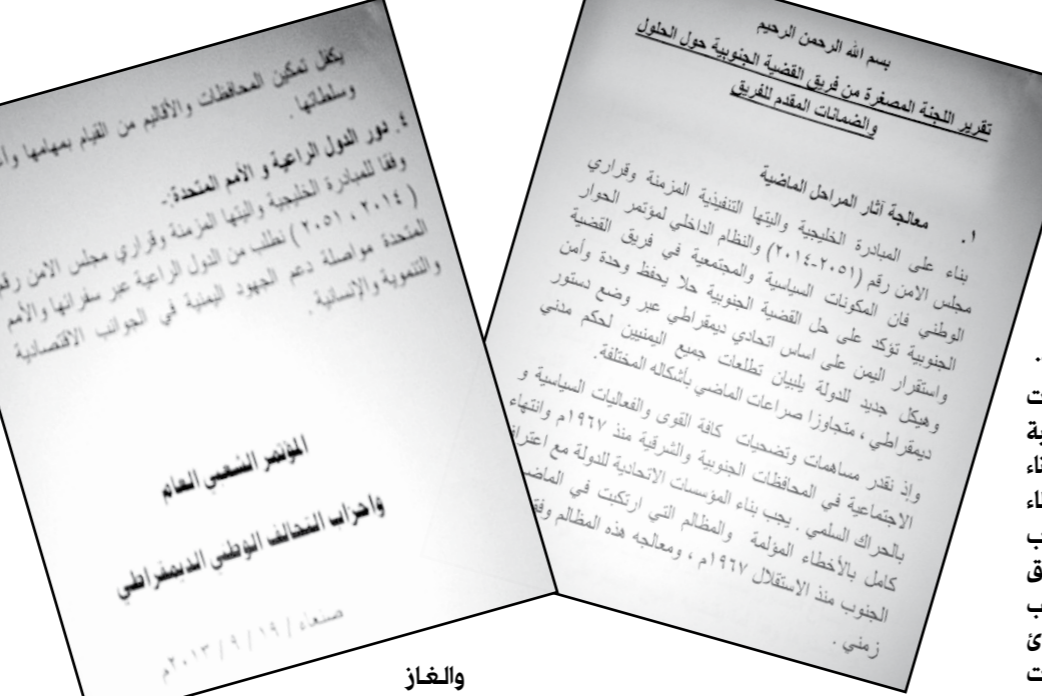 بسم الله الرحمن الرحيم
تقرير اللجنة المصغرة من فريق القضية الجنوبية حول الحلول
والضمانات المقدم للفريق
١. معالجة آثار المراحل الماضية
بناء على المبادرة الخليجية واليتها التنفيذية المزمنة وقراري
مجلس الامن رقم (٢٠٥١-٢٠١٤) والنظام الداخلي لمؤتمر الحوار
الوطني فان المكونات السياسية والمجتمعية في فريق القضية
الجنوبية تؤكد على حل القضية الجنوبية حلا يحفظ وحدة وأمن
واستقرار اليمن على اساس اتحادي ديمقراطي عبر وضع دستور
وهيكل جديد للدولة يلبيان تطلعات جميع اليمنيين لحكم مدني
ديمقراطي ، متجاوزا صراعات الماضي بأشكاله المختلفة.
وإذ نقدر مساهمات وتضحيات كافة القوى والفعاليات السياسية و
الاجتماعية في المحافظات الجنوبية والشرقية منذ ١٩٦٧م وانتهاء
بالحراك السلمي . يجب بناء المؤسسات الاتحادية للدولة مع اعتراف
كامل بالأخطاء المؤلمة والمظالم التي ارتكبت في الماضي
الجنوب منذ الاستقلال ١٩٦٧م ، ومعالجه هذه المظالم وفق
زمني .
يكفل تمكين المحافظات والأقاليم من القيام بمهامها
وسلطاتها .
٤. دور الدول الراعية و الأمم المتحدة:-
وفقا للمبادرة الخليجية واليتها المزمنة وقراري مجلس الامن رقم
( ٢٠١٤ ، ٢٠٥١ ) نطلب من الدول الراعية عبر سفرائها والأمم
المتحدة مواصلة دعم الجهود اليمنية في الجوانب الاقتصادية
والتنموية والإنسانية .
المؤتمر الشعبي العام
واحزاب التحالف الوطني الديمقراطي
صنعاء / ١٩ / ٩ / ٢٠١٣م
والغاز